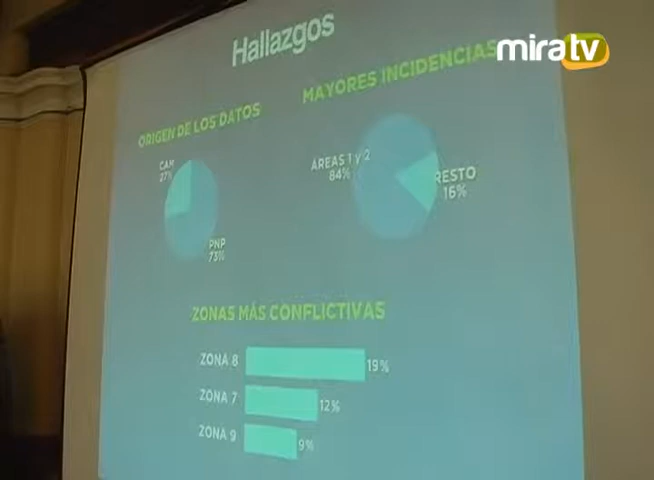 Hallazgos
miratv
ORIGEN DE LOS DATOS
MAYORES INCIDENCIAS
CAM
27%
PNP
73%
ÁREAS 1 y 2
84%
RESTO
16%
ZONAS MÁS CONFLICTIVAS
ZONA 8 19%
ZONA 7 12%
ZONA 9 9%